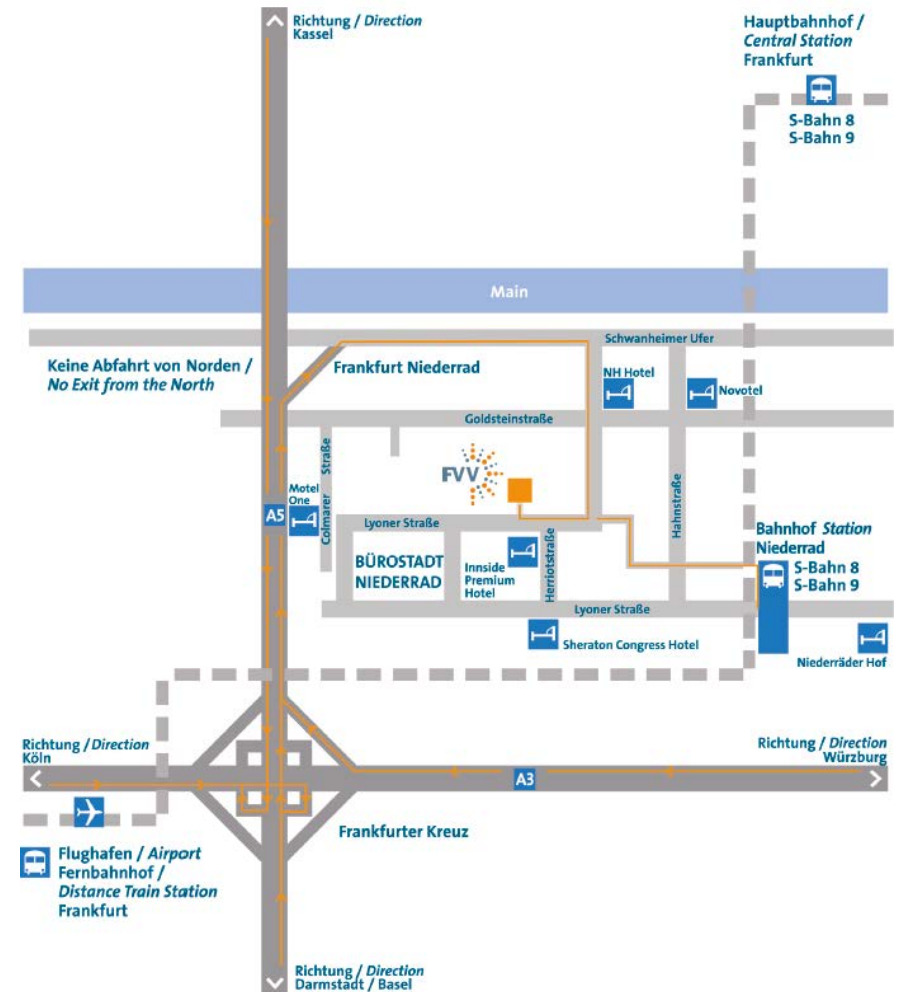 Richtung / Direction
Kassel
Hauptbahnhof /
Central Station
Frankfurt
S-Bahn 8
S-Bahn 9
Main
Schwanheimer Ufer
Keine Abfahrt von Norden /
No Exit from the North
Frankfurt Niederrad
NH Hotel
Novotel
Goldsteinstraße
Colmarer Straße
FVV
Hahnstraße
Motel
One
A5
Lyoner Straße
BÜROSTADT
NIEDERRAD
Innside
Premium
Hotel
Herriotstraße
Bahnhof Station
Niederrad
S-Bahn 8
S-Bahn 9
Lyoner Straße
Sheraton Congress Hotel
Niederräder Hof
Richtung / Direction
Köln
Richtung / Direction
Würzburg
A3
Frankfurter Kreuz
Flughafen / Airport
Fernbahnhof /
Distance Train Station
Frankfurt
Richtung / Direction
Darmstadt / Basel